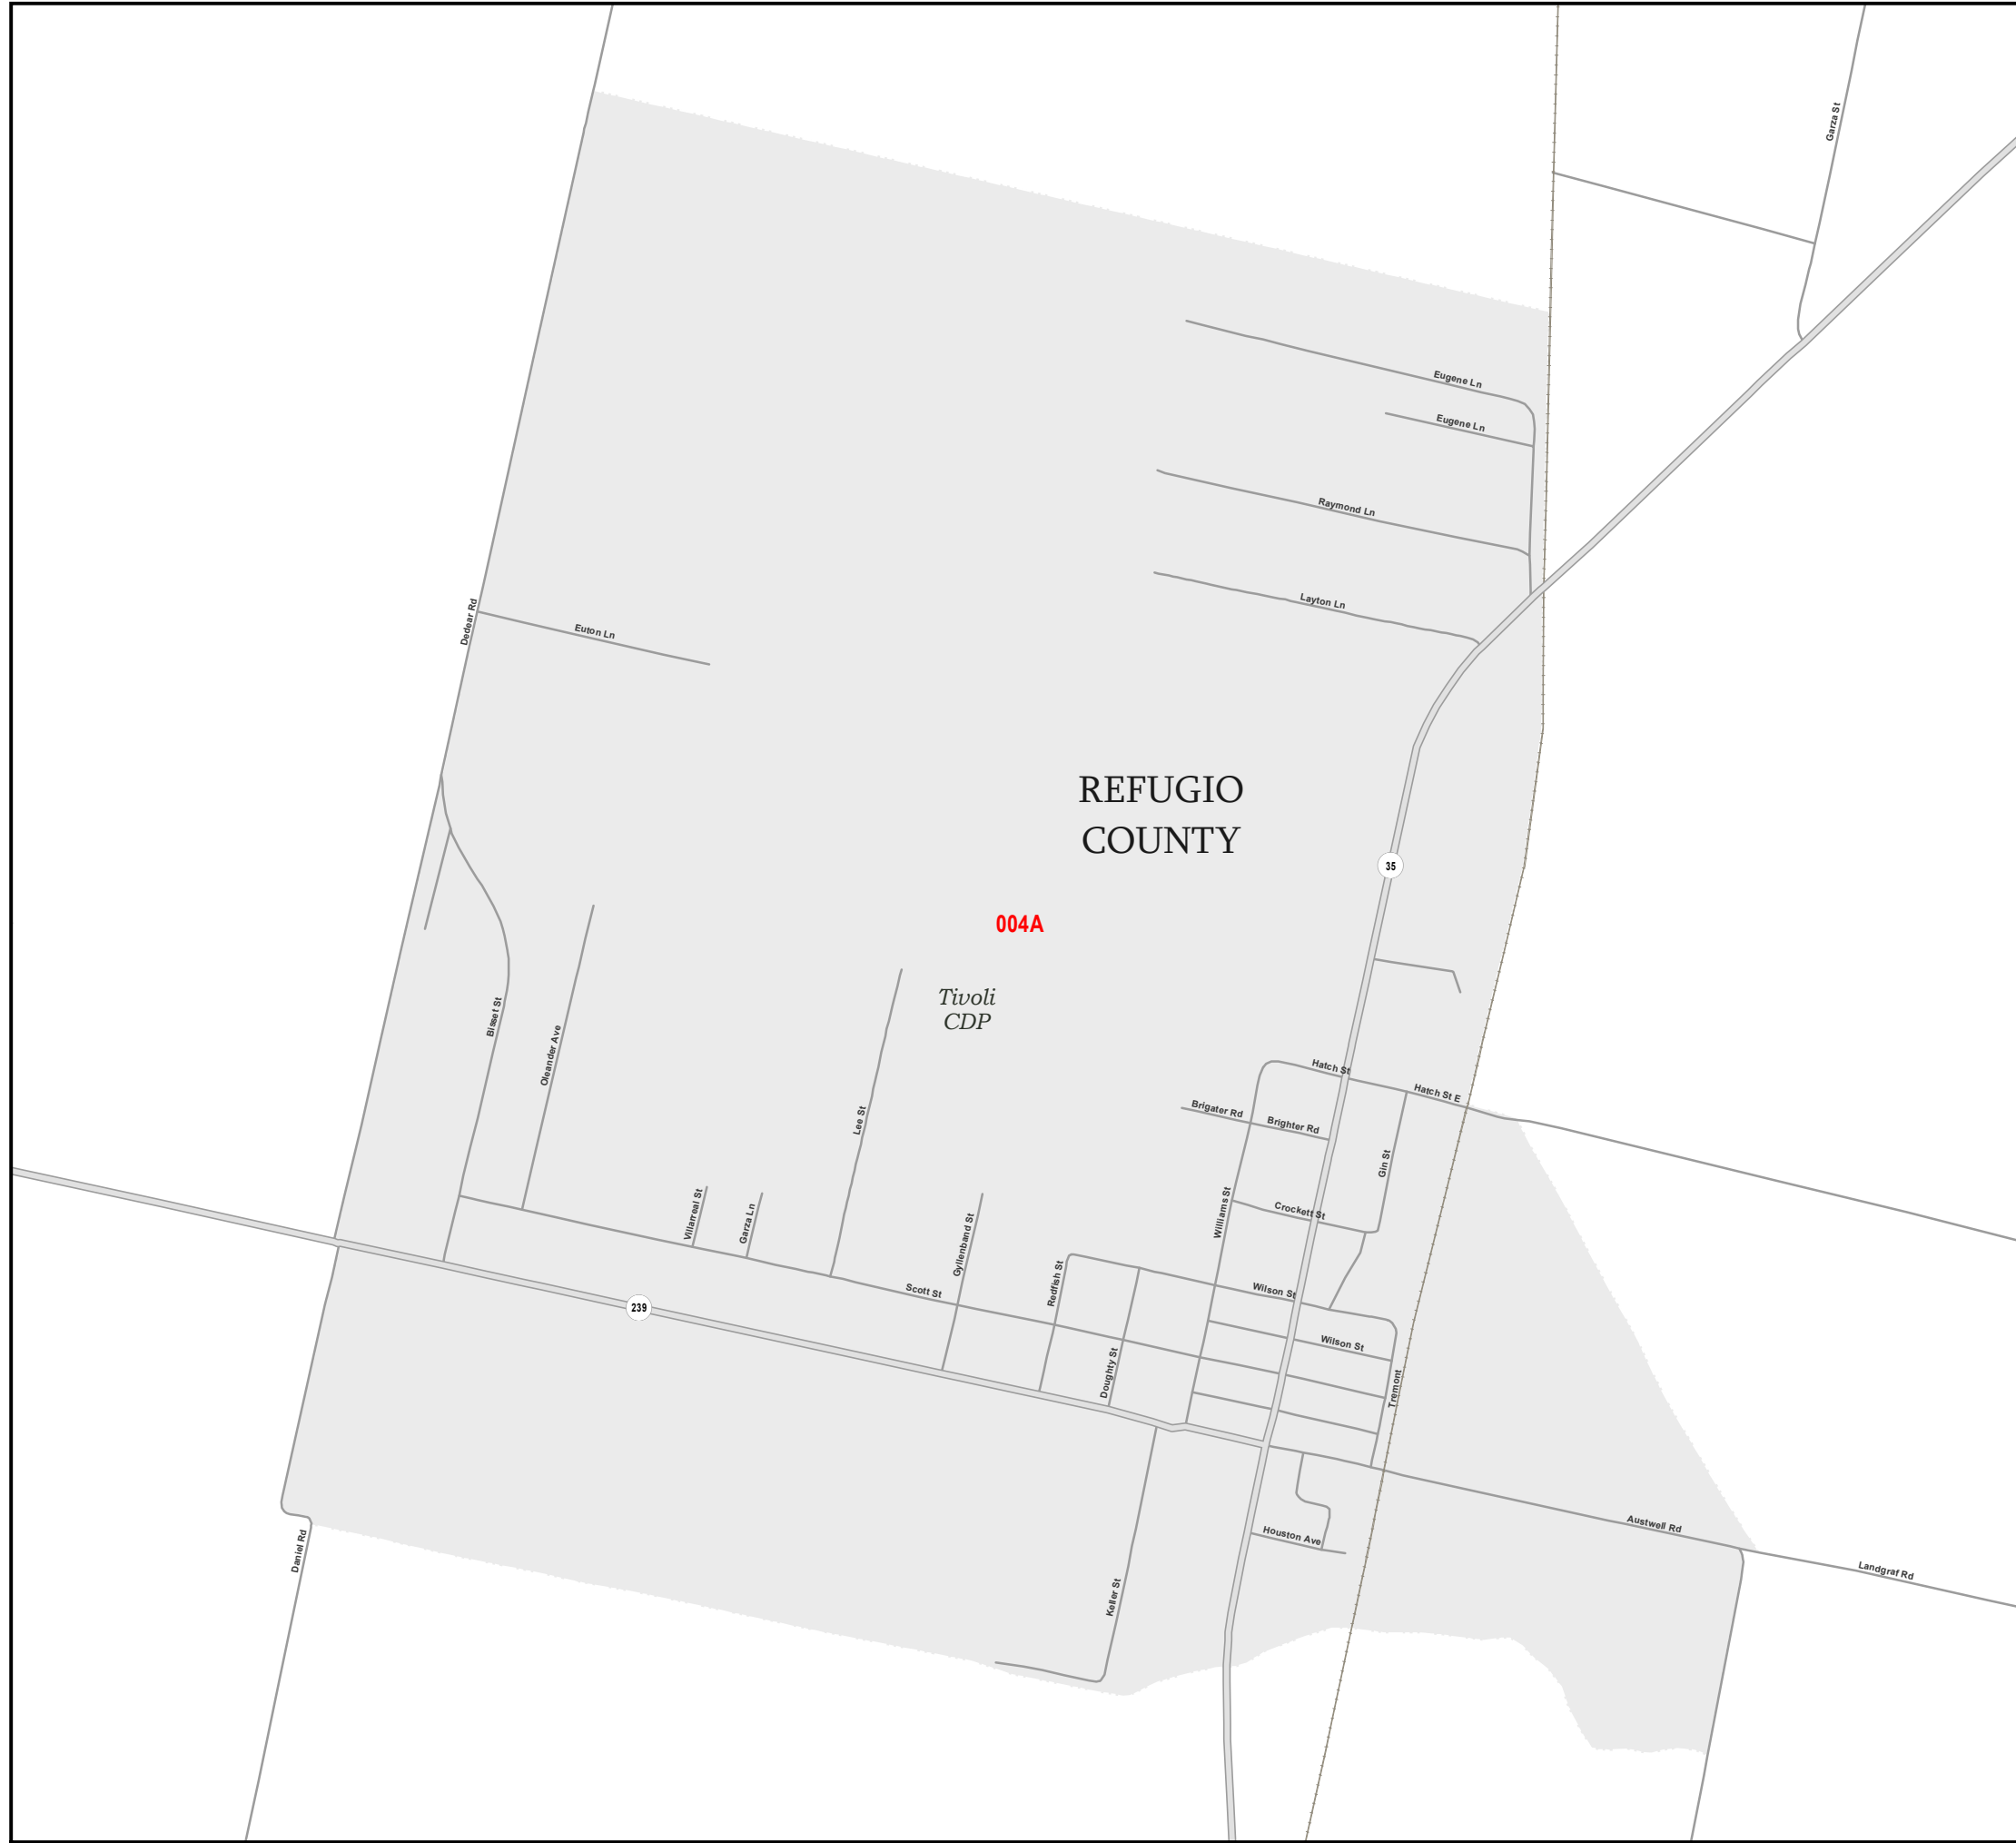 Garza St
Eugene Ln
Eugene Ln
Raymond Ln
Layton Ln
Dedear Rd
Euton Ln
REFUGIO
COUNTY
35
004A
Tivoli
CDP
Bisset St
Oleander Ave
Hatch St
Hatch St E
Lee St
Brigater Rd
Brighter Rd
Gin St
Villarreal St
Garza Ln
Gyllenband St
Williams St
Crockett St
Redfish St
Scott St
Wilson St
239
Wilson St
Doughty St
Tremont
Austwell Rd
Houston Ave
Daniel Rd
Landgraf Rd
Keller St